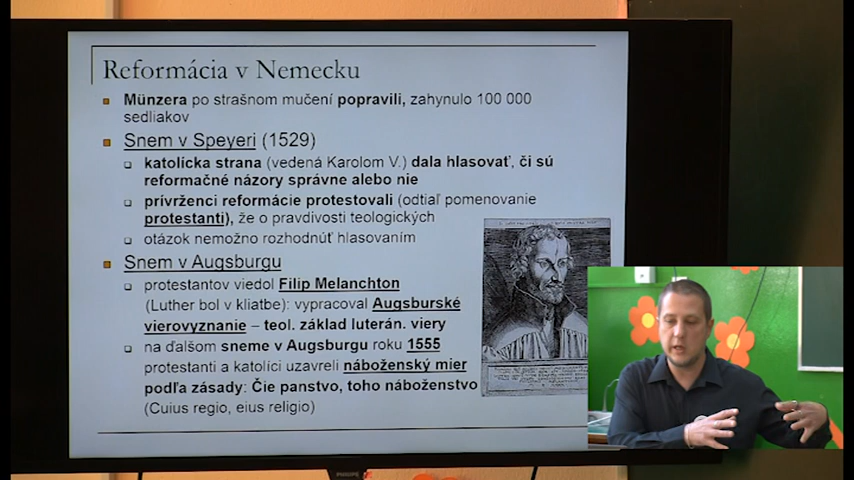 Reformácia v Nemecku
Münzera po strašnom mučení popravili, zahynulo 100 000
sedliakov
Snem v Speyeri (1529)
katolícka strana (vedená Karolom V.) dala hlasovať, či sú
reformačné názory správne alebo nie
prívrženci reformácie protestovali (odtiaľ pomenovanie
protestanti), že o pravdivosti teologických
otázok nemožno rozhodnúť hlasovaním
Snem v Augsburgu
protestantov viedol Filip Melanchton
(Luther bol v kliatbe): vypracoval Augsburské
vierovyznanie – teol. základ luterán. viery
na ďalšom sneme v Augsburgu roku 1555
protestanti a katolíci uzavreli náboženský mier
podľa zásady: Čie panstvo, toho náboženstvo
(Cuius regio, eius religio)
PHILIPS